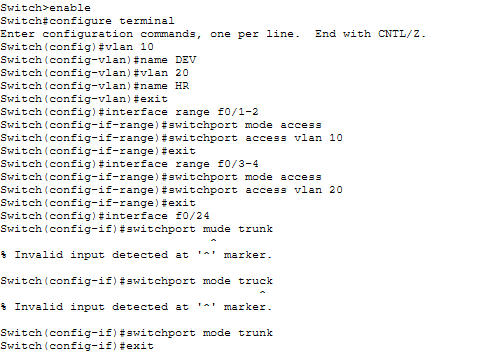 Switch>enable
Switch#configure terminal
Enter configuration commands, one per line.  End with CNTL/Z.
Switch(config)#vlan 10
Switch(config-vlan)#name DEV
Switch(config-vlan)#vlan 20
Switch(config-vlan)#name HR
Switch(config-vlan)#exit
Switch(config)#interface range f0/1-2
Switch(config-if-range)#switchport mode access
Switch(config-if-range)#switchport access vlan 10
Switch(config-if-range)#exit
Switch(config)#interface range f0/3-4
Switch(config-if-range)#switchport mode access
Switch(config-if-range)#switchport access vlan 20
Switch(config-if-range)#exit
Switch(config)#interface f0/24
Switch(config-if)#switchport mude trunk
                               ^
% Invalid input detected at '^' marker.
Switch(config-if)#switchport mode truck
                                      ^
% Invalid input detected at '^' marker.
Switch(config-if)#switchport mode trunk
Switch(config-if)#exit